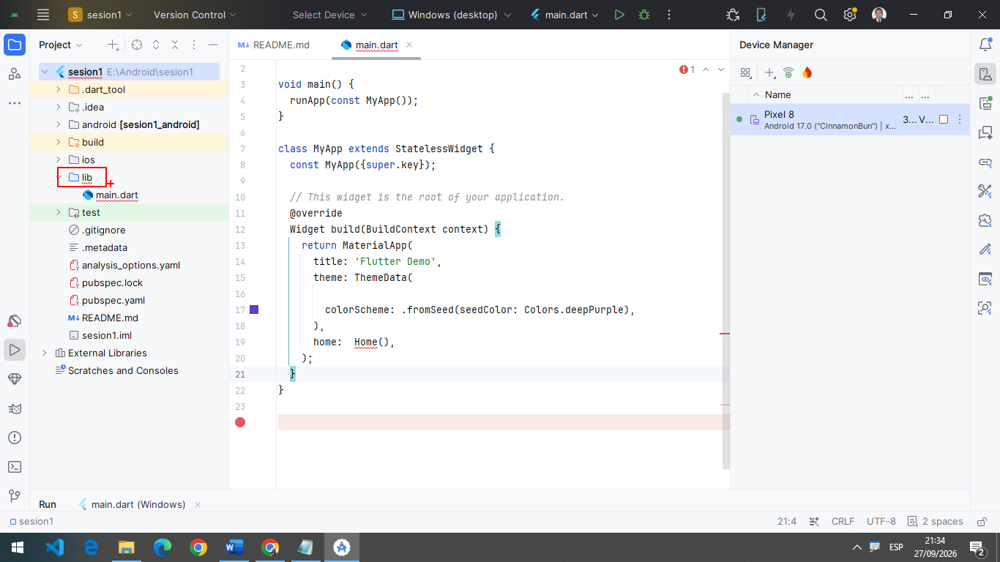 S sesion1 Version Control Select Device Windows (desktop) main.dart
Project
README.md
main.dart
Device Manager
sesion1 E:\Android\sesion1
.dart_tool
.idea
android [sesion1_android]
build
ios
lib
main.dart
test
.gitignore
.metadata
analysis_options.yaml
pubspec.lock
pubspec.yaml
README.md
sesion1.iml
External Libraries
Scratches and Consoles
1
2
3 void main() {
4 runApp(const MyApp());
5 }
6
7 class MyApp extends StatelessWidget {
8 const MyApp({super.key});
9
10 // This widget is the root of your application.
11 @override
12 Widget build(BuildContext context) {
13 return MaterialApp(
14 title: 'Flutter Demo',
15 theme: ThemeData(
16
17 colorScheme: .fromSeed(seedColor: Colors.deepPurple),
18 ),
19 home: Home(),
20 );
21 }
22 }
23
Name ... ...
Pixel 8
Android 17.0 ("CinnamonBun") | x...
3... V...
Run main.dart (Windows)
sesion1 21:4 CRLF UTF-8 2 spaces
ESP
21:34
27/09/2026
2